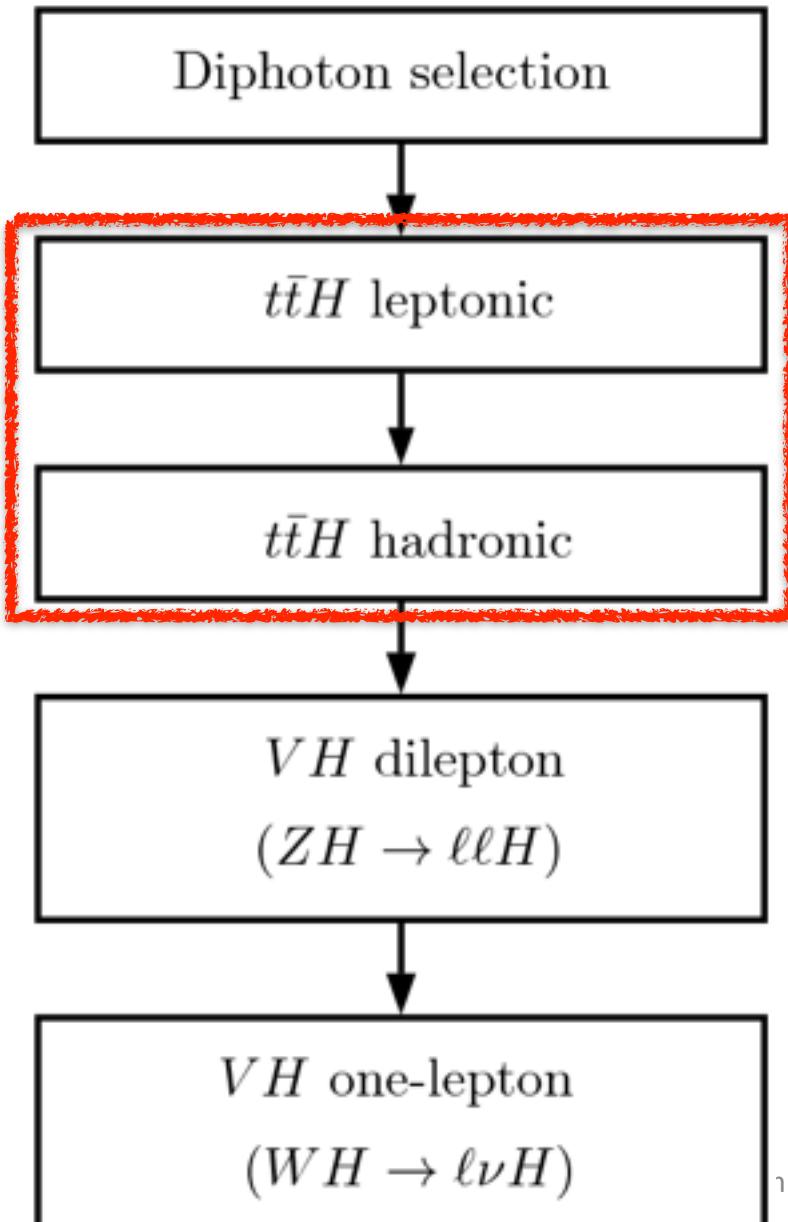 Diphoton selection
tt̄H leptonic
tt̄H hadronic
VH dilepton
(ZH → ℓℓH)
VH one-lepton
(WH → ℓνH)